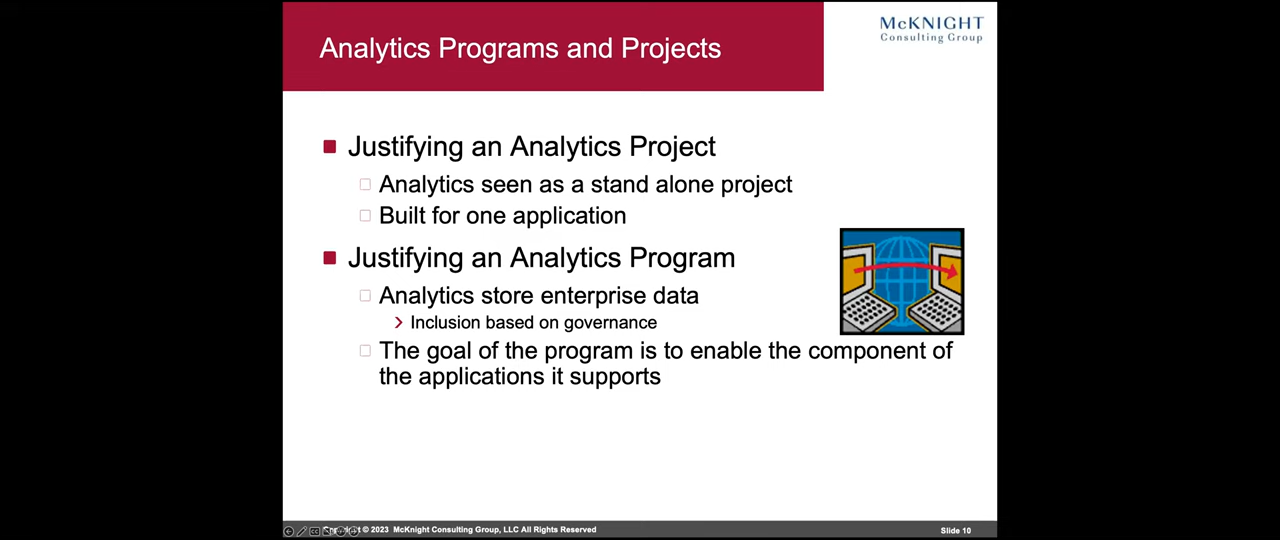 Analytics Programs and Projects
McKNIGHT
Consulting Group
Justifying an Analytics Project
Analytics seen as a stand alone project
Built for one application
Justifying an Analytics Program
Analytics store enterprise data
Inclusion based on governance
The goal of the program is to enable the component of
the applications it supports
© 2023 McKnight Consulting Group, LLC All Rights Reserved
Slide 10